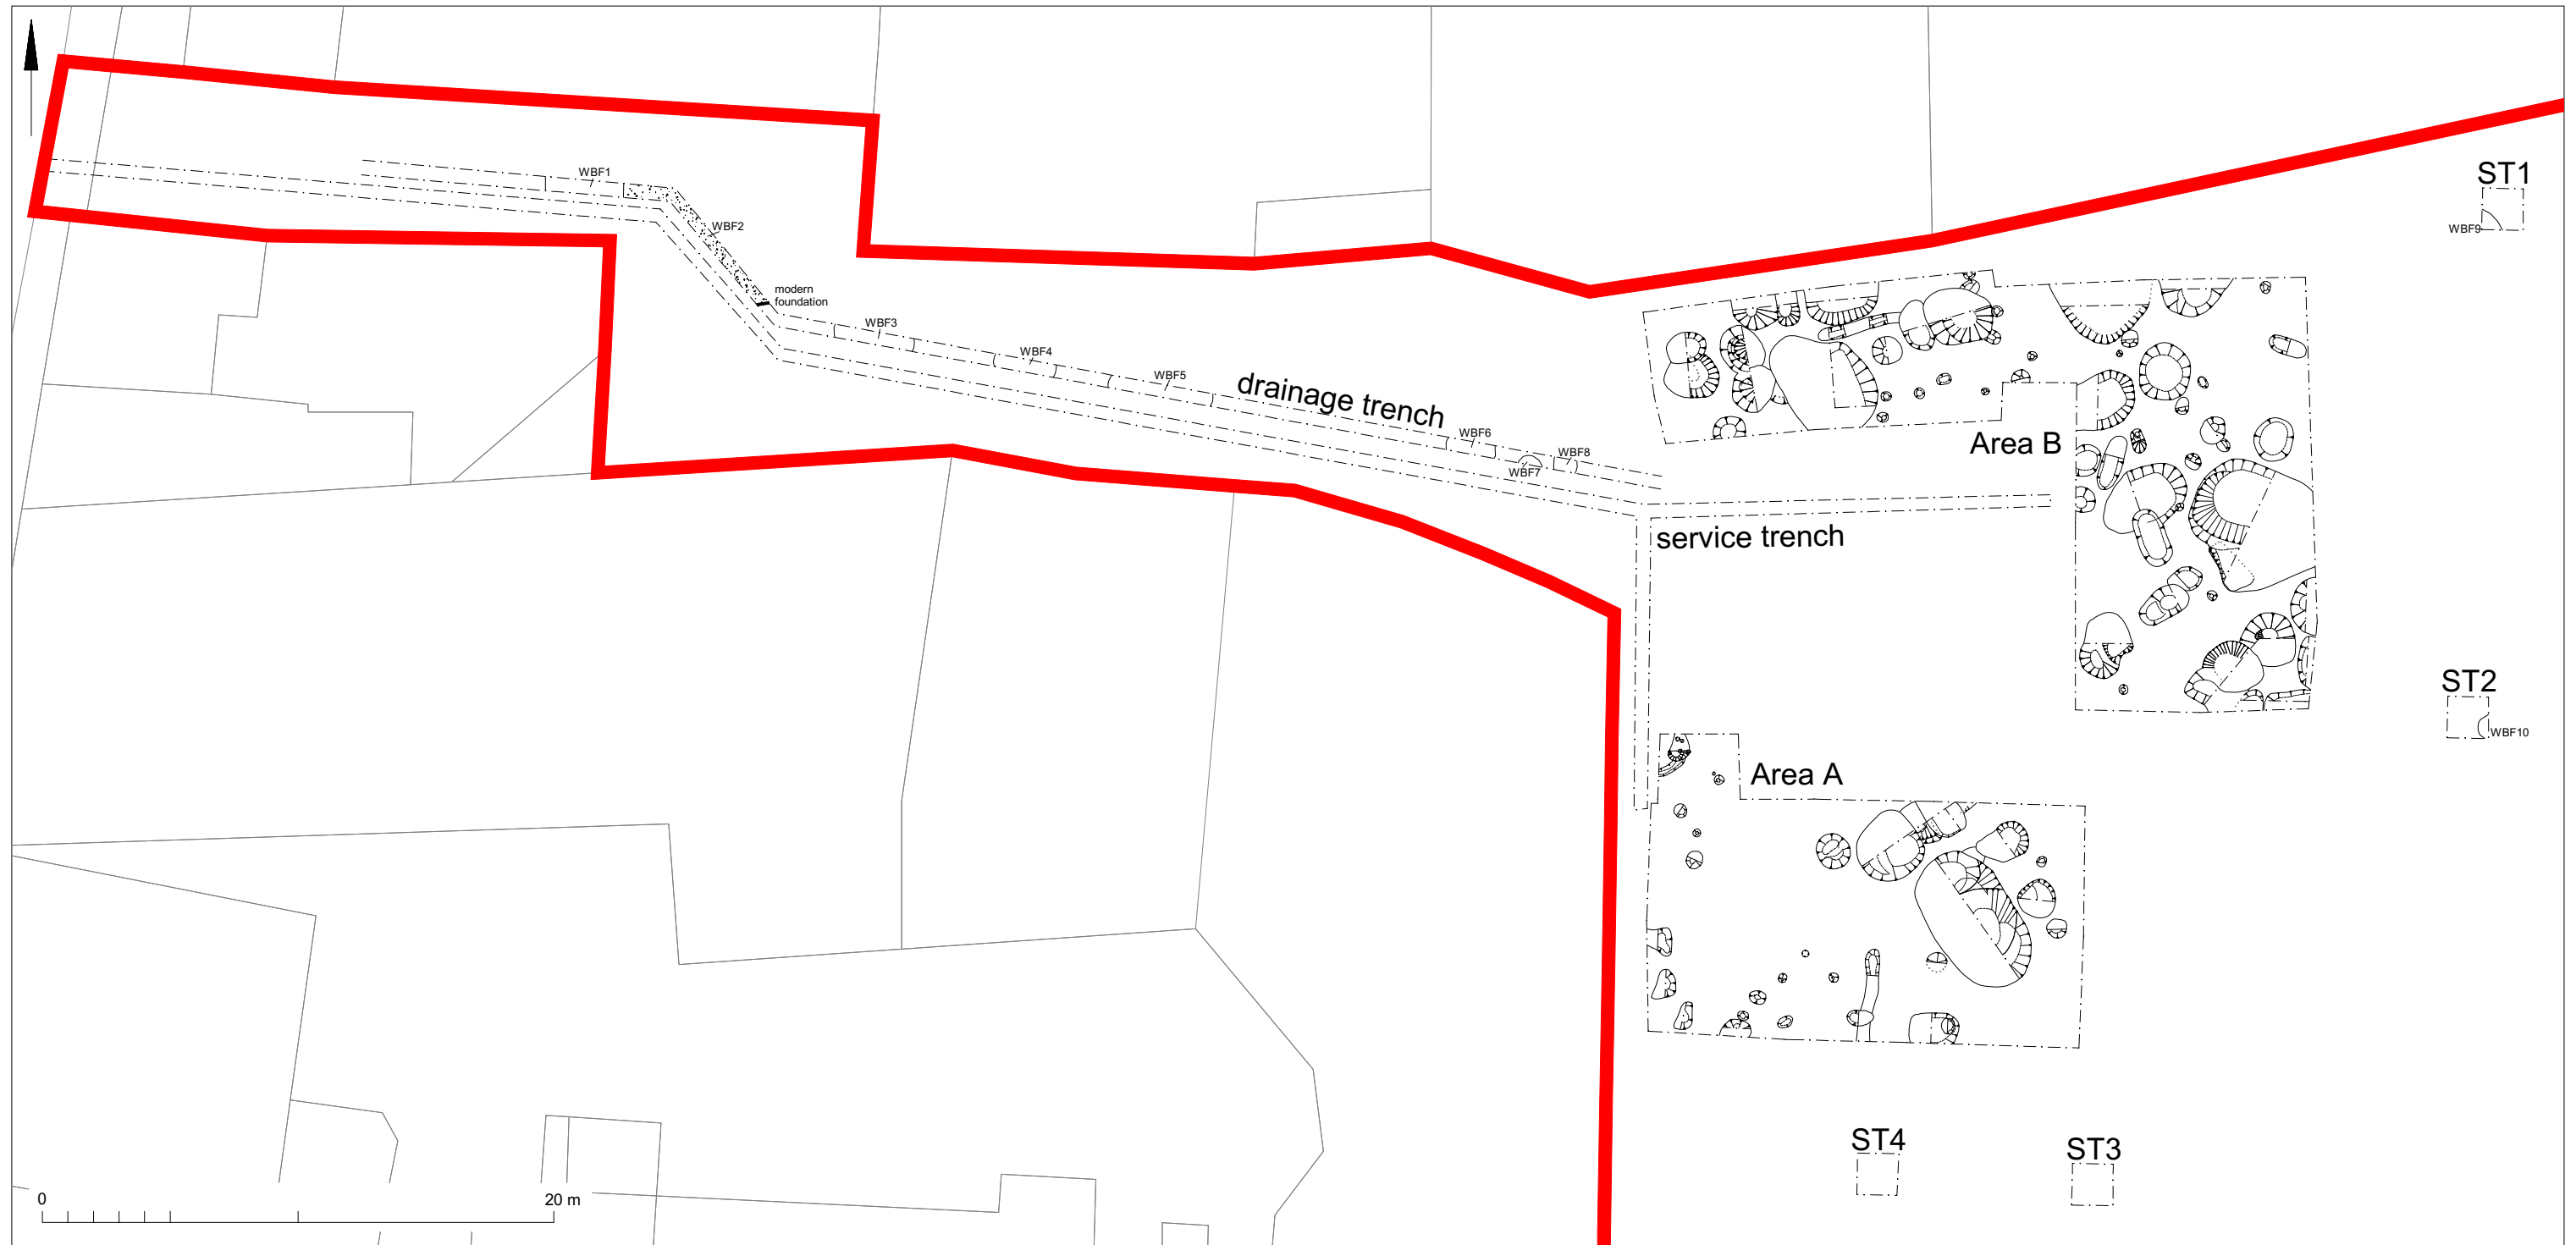 ST1
WBF1
WBF2
WBF9
modern
foundation
WBF3
WBF4
WBF5
drainage trench
WBF6
WBF8
WBF7
Area B
service trench
ST2
WBF10
Area A
ST4
ST3
0
20 m